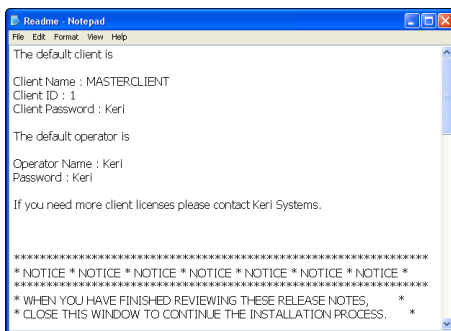 Readme - Notepad
File Edit Format View Help
The default client is
Client Name : MASTERCLIENT
Client ID : 1
Client Password : Keri
The default operator is
Operator Name : Keri
Password : Keri
If you need more client licenses please contact Keri Systems.
*****************************************************************
* NOTICE * NOTICE * NOTICE * NOTICE * NOTICE * NOTICE * NOTICE *
*****************************************************************
* WHEN YOU HAVE FINISHED REVIEWING THESE RELEASE NOTES, *
* CLOSE THIS WINDOW TO CONTINUE THE INSTALLATION PROCESS. *